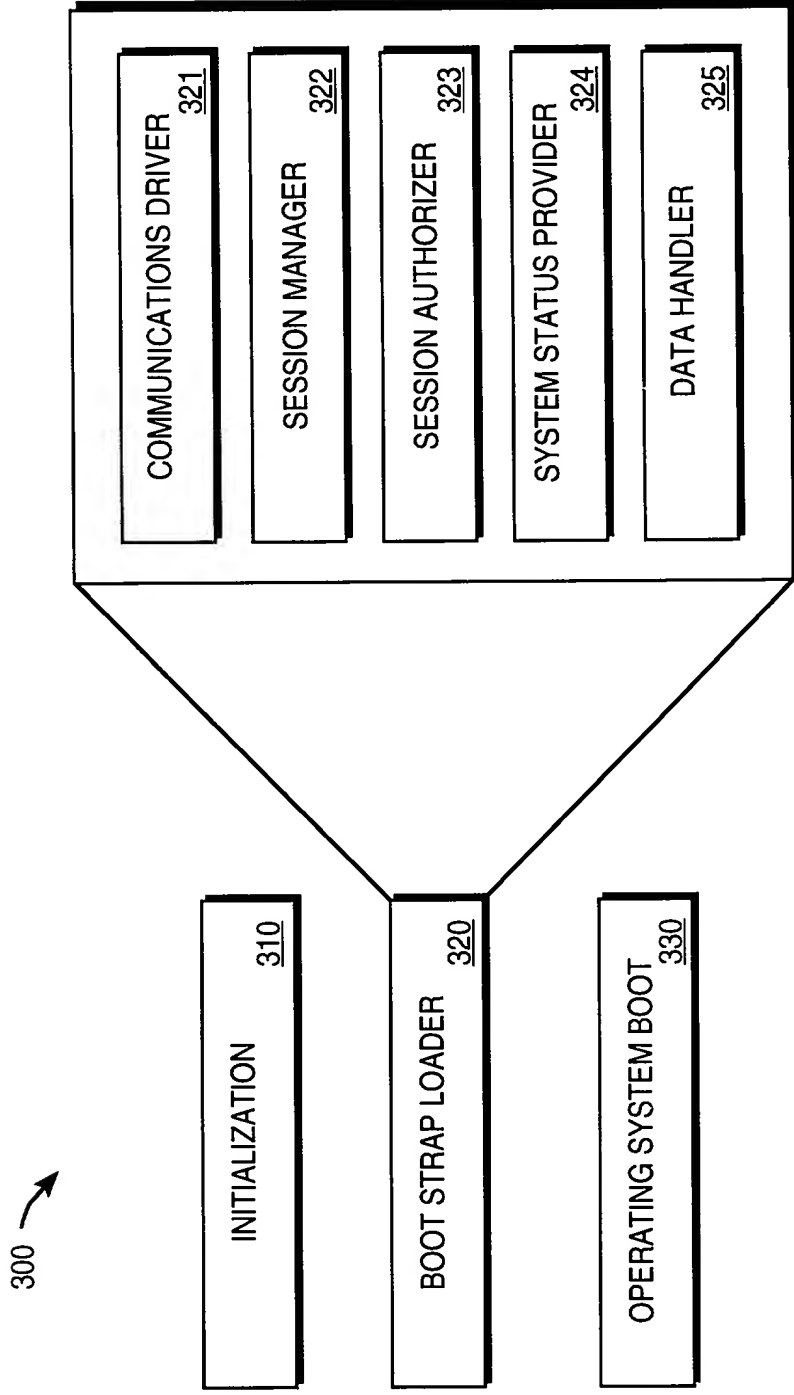 300
INITIALIZATION
310
BOOT STRAP LOADER
320
OPERATING SYSTEM BOOT
330
COMMUNICATIONS DRIVER
321
SESSION MANAGER
322
SESSION AUTHORIZER
323
SYSTEM STATUS PROVIDER
324
DATA HANDLER
325